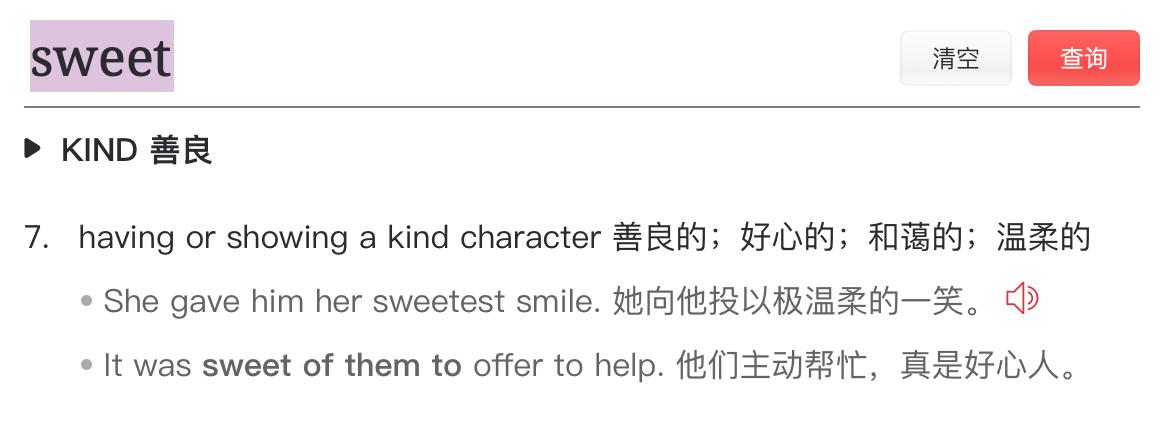 sweet
清空
查询
KIND 善良
7. having or showing a kind character 善良的；好心的；和蔼的；温柔的
She gave him her sweetest smile. 她向他投以极温柔的一笑。
It was sweet of them to offer to help. 他们主动帮忙，真是好心人。